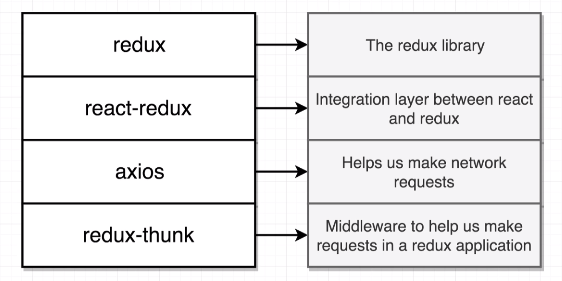 redux
The redux library
react-redux
Integration layer between react
and redux
axios
Helps us make network
requests
redux-thunk
Middleware to help us make
requests in a redux application